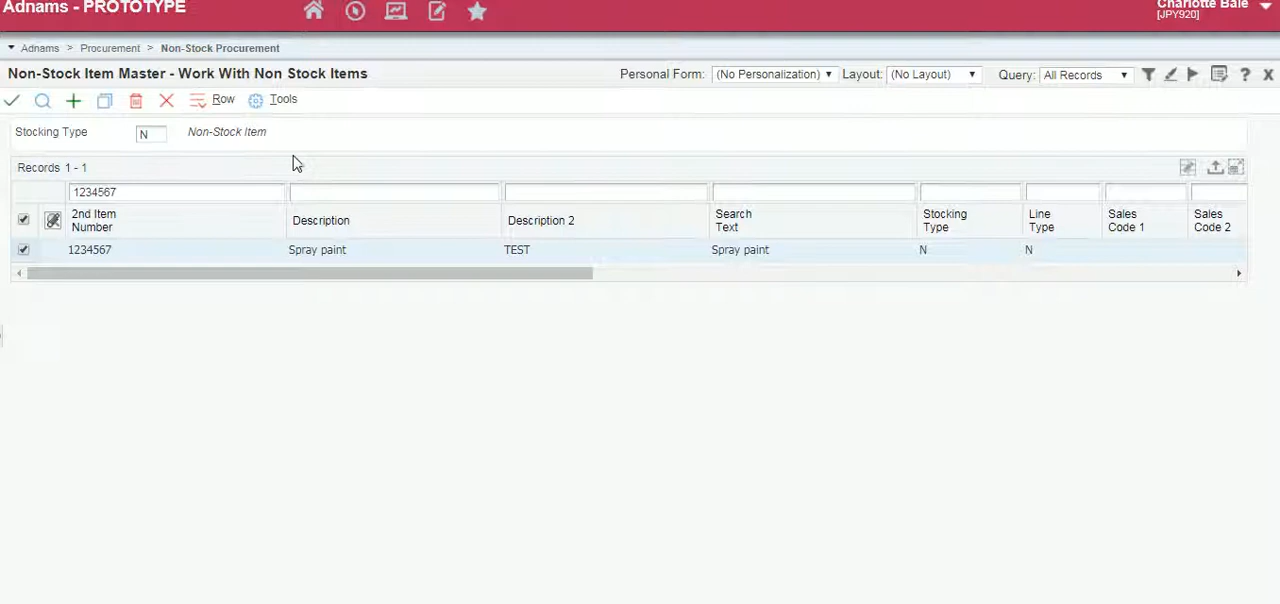 Adnams - PROTOTYPE
Charlotte Bale
[JPY920]
Adnams > Procurement > Non-Stock Procurement
Non-Stock Item Master - Work With Non Stock Items
Personal Form: (No Personalization) Layout: (No Layout) Query: All Records
Row Tools
Stocking Type N Non-Stock Item
Records 1 - 1
1234567
2nd Item Number Description Description 2 Search Text Stocking Type Line Type Sales Code 1 Sales Code 2
1234567 Spray paint TEST Spray paint N N